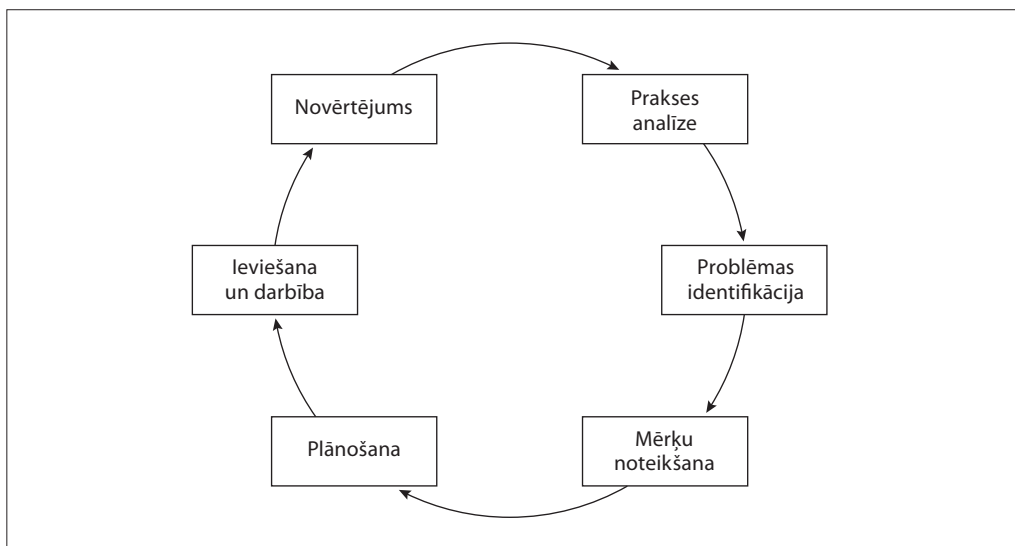 Novērtējums
Prakses
analīze
Ieviešana
un darbība
Problēmas
identifikācija
Plānošana
Mērķu
noteikšana